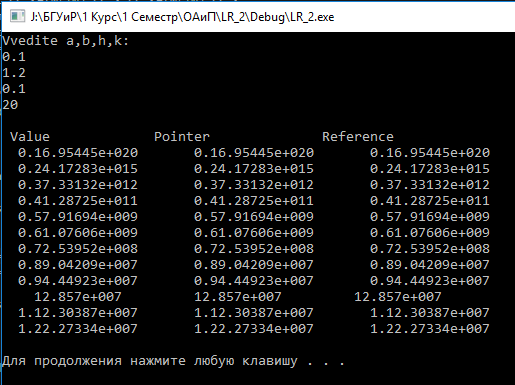 J:\БГУиР\1 Курс\1 Семестр\ОАиП\LR_2\Debug\LR_2.exe
Vvedite a,b,h,k:
0.1
1.2
0.1
20
Value Pointer Reference
0.16.95445e+020 0.16.95445e+020 0.16.95445e+020
0.24.17283e+015 0.24.17283e+015 0.24.17283e+015
0.37.33132e+012 0.37.33132e+012 0.37.33132e+012
0.41.28725e+011 0.41.28725e+011 0.41.28725e+011
0.57.91694e+009 0.57.91694e+009 0.57.91694e+009
0.61.07606e+009 0.61.07606e+009 0.61.07606e+009
0.72.53952e+008 0.72.53952e+008 0.72.53952e+008
0.89.04209e+007 0.89.04209e+007 0.89.04209e+007
0.94.44923e+007 0.94.44923e+007 0.94.44923e+007
12.857e+007 12.857e+007 12.857e+007
1.12.30387e+007 1.12.30387e+007 1.12.30387e+007
1.22.27334e+007 1.22.27334e+007 1.22.27334e+007
Для продолжения нажмите любую клавишу . . .